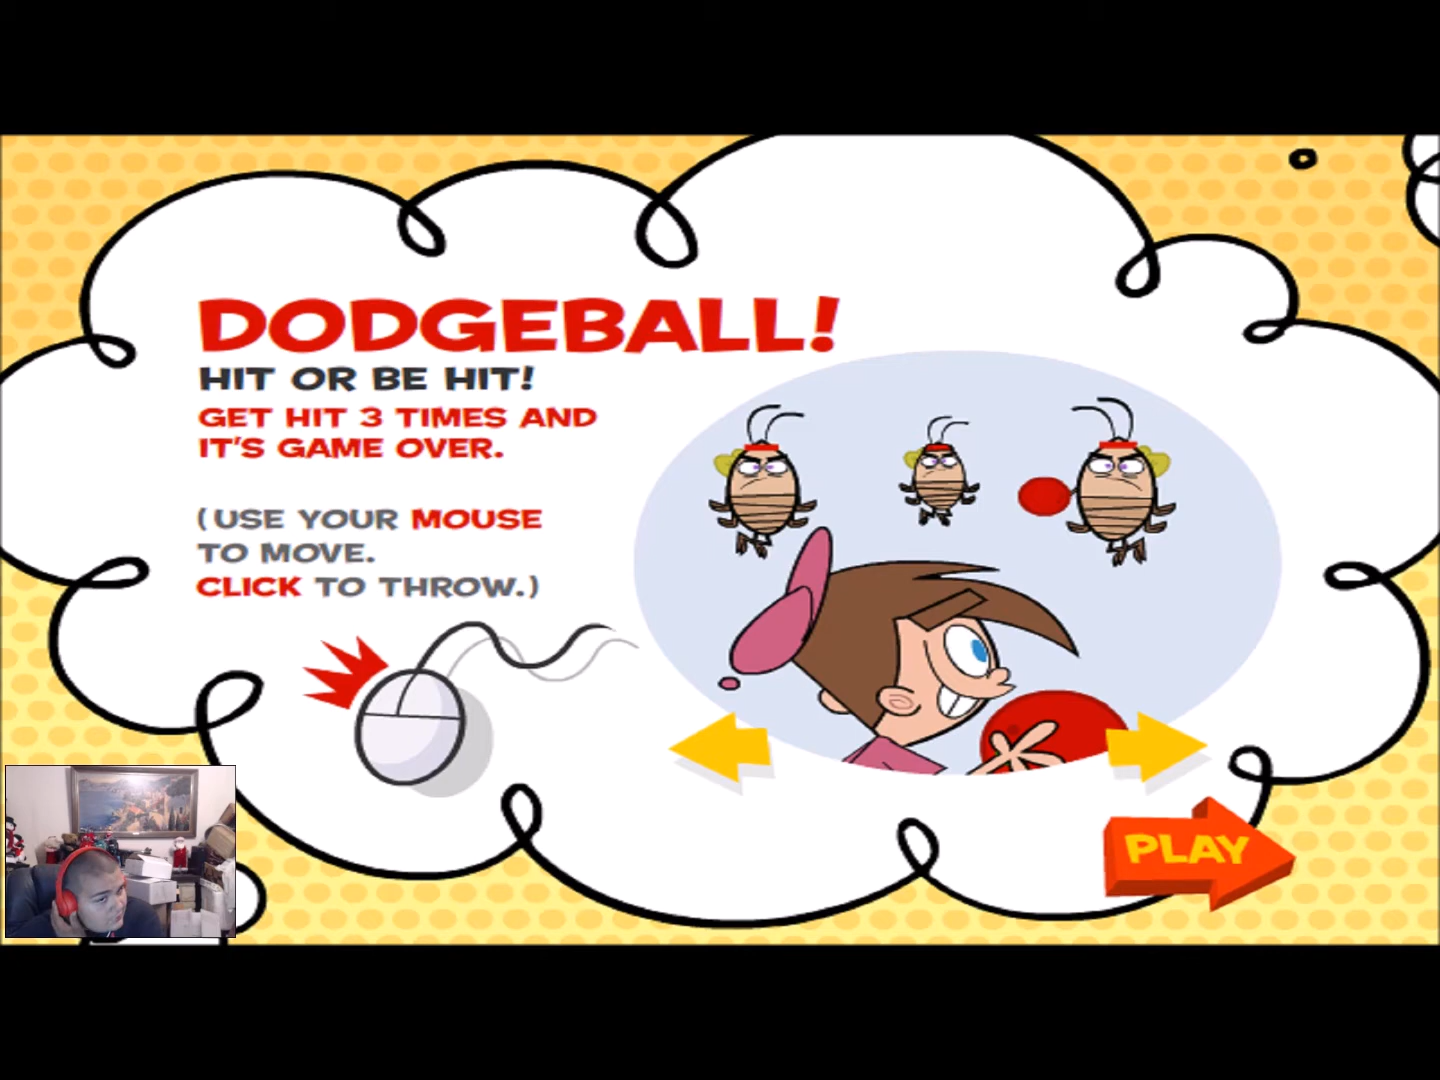 DODGEBALL!
HIT OR BE HIT!
GET HIT 3 TIMES AND
IT'S GAME OVER.
(USE YOUR MOUSE
TO MOVE.
CLICK TO THROW.)
PLAY